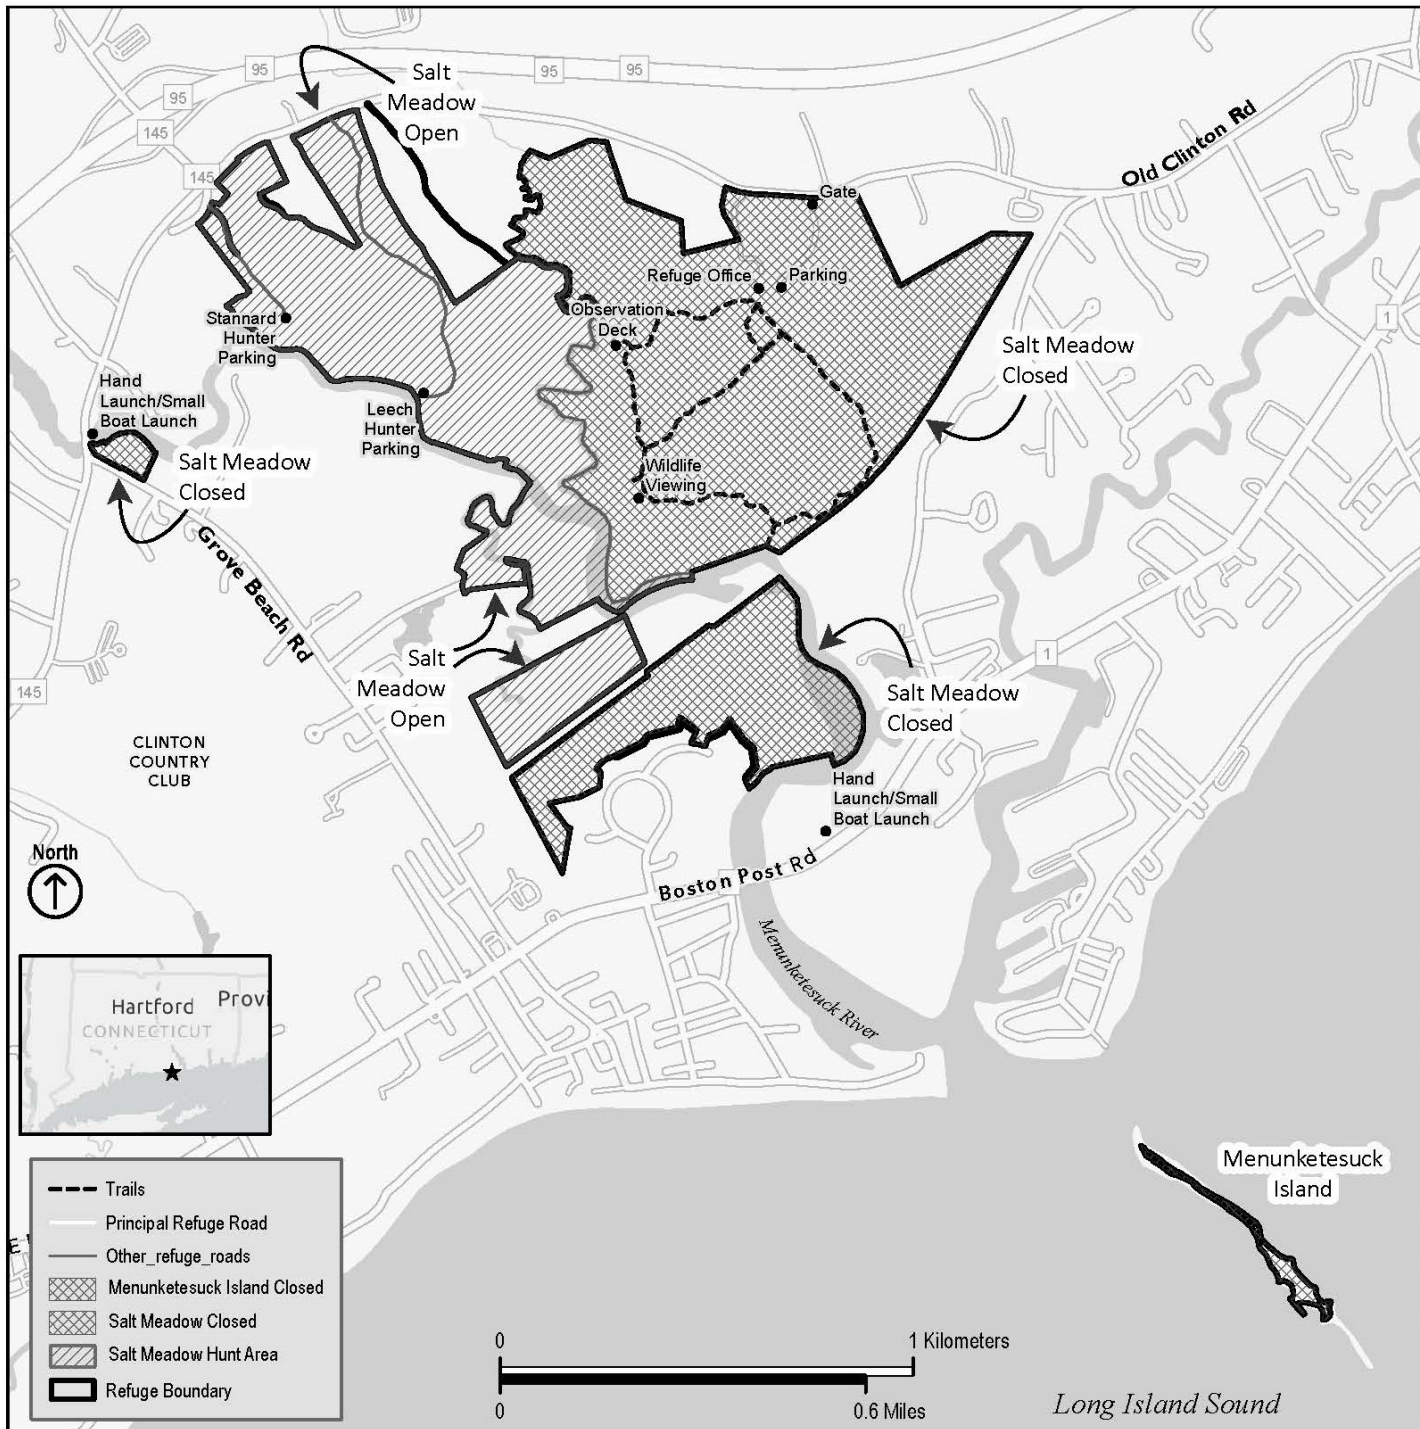 95
95
95
95
145
145
Salt
Meadow
Open
Old Clinton Rd
Gate
Refuge Office
Parking
Observation
Deck
Stannard
Hunter
Parking
1
Salt Meadow
Closed
Hand
Launch/Small
Boat Launch
Leech
Hunter
Parking
Salt Meadow
Closed
Wildlife
Viewing
Grove Beach Rd
Salt
Meadow
Open
1
145
Salt Meadow
Closed
CLINTON
COUNTRY
CLUB
Hand
Launch/Small
Boat Launch
North
Boston Post Rd
Menunketesuck River
Hartford
Provi
CONNECTICUT
Menunketesuck
Island
Trails
Principal Refuge Road
Other_refuge_roads
Menunketesuck Island Closed
Salt Meadow Closed
Salt Meadow Hunt Area
Refuge Boundary
0
1 Kilometers
0
0.6 Miles
Long Island Sound